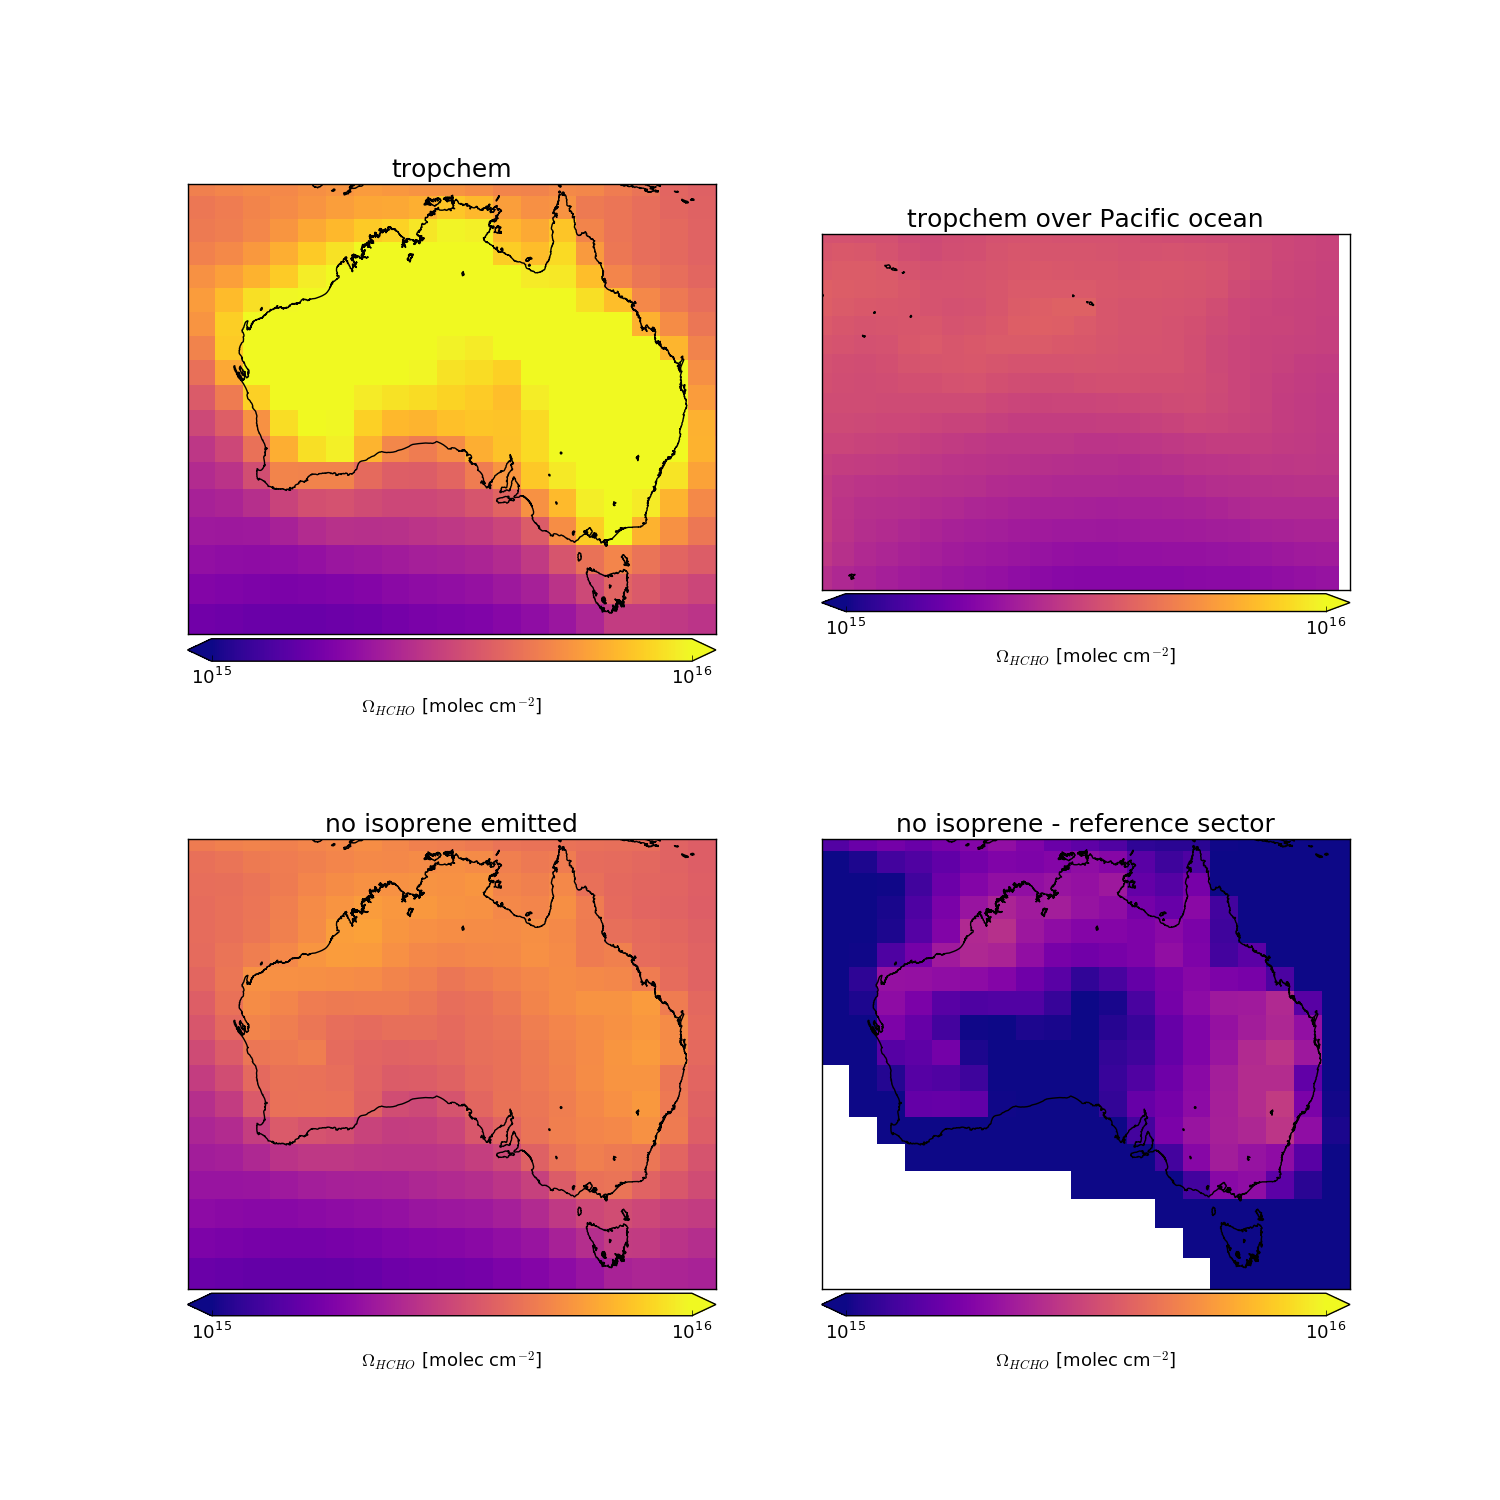 tropchem
10^15 10^16
Ω_HCHO [molec cm^−2]
tropchem over Pacific ocean
10^15 10^16
Ω_HCHO [molec cm^−2]
no isoprene emitted
10^15 10^16
Ω_HCHO [molec cm^−2]
no isoprene - reference sector
10^15 10^16
Ω_HCHO [molec cm^−2]